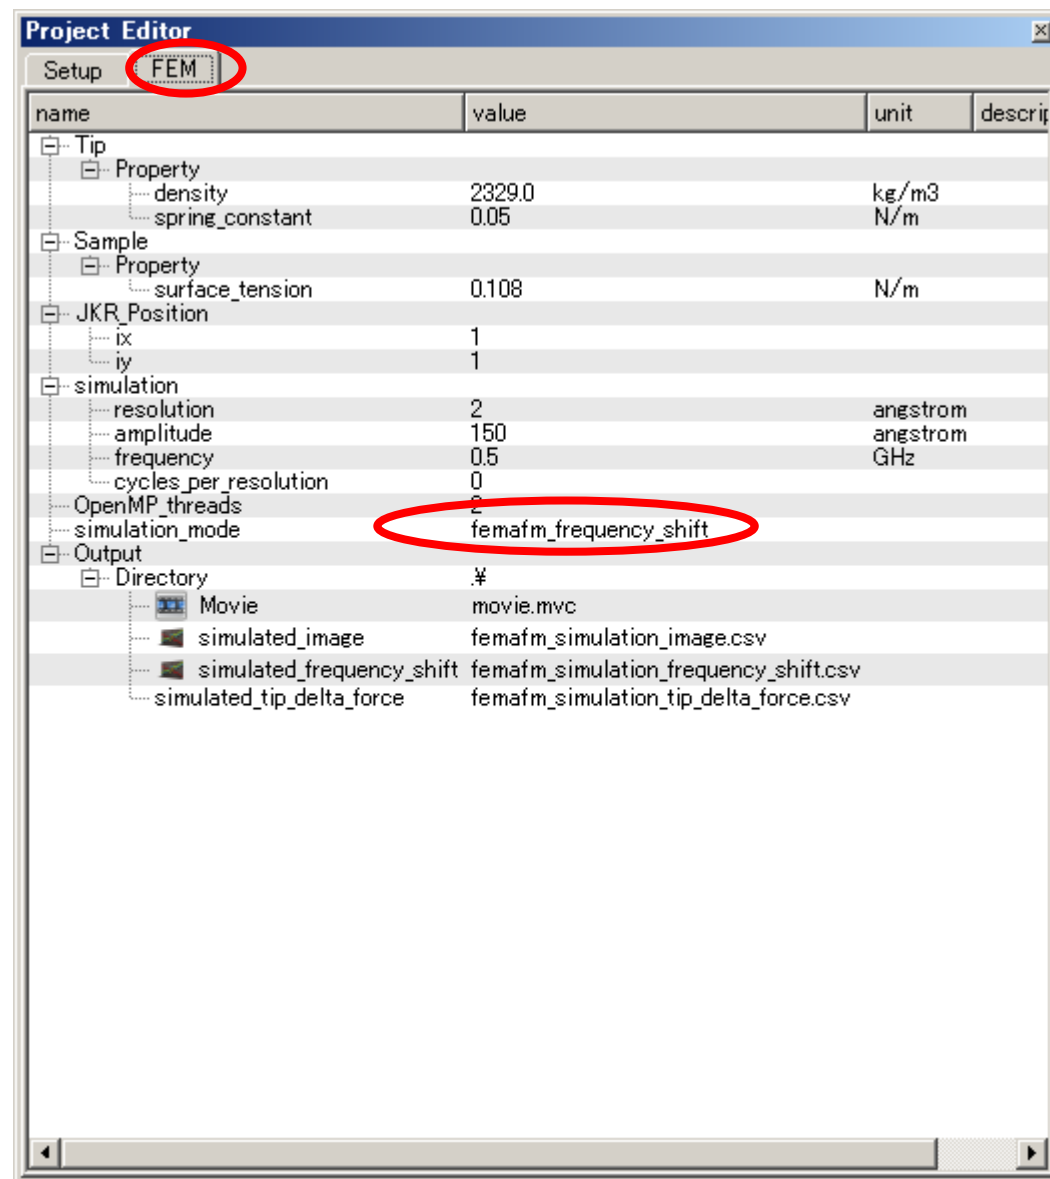 Project Editor
Setup FEM
name value unit descrip
Tip
Property
density 2329.0 kg/m3
spring_constant 0.05 N/m
Sample
Property
surface_tension 0.108 N/m
JKR_Position
ix 1
iy 1
simulation
resolution 2 angstrom
amplitude 150 angstrom
frequency 0.5 GHz
cycles_per_resolution 0
OpenMP_threads 2
simulation_mode femafm_frequency_shift
Output
Directory .¥
Movie movie.mvc
simulated_image femafm_simulation_image.csv
simulated_frequency_shift femafm_simulation_frequency_shift.csv
simulated_tip_delta_force femafm_simulation_tip_delta_force.csv